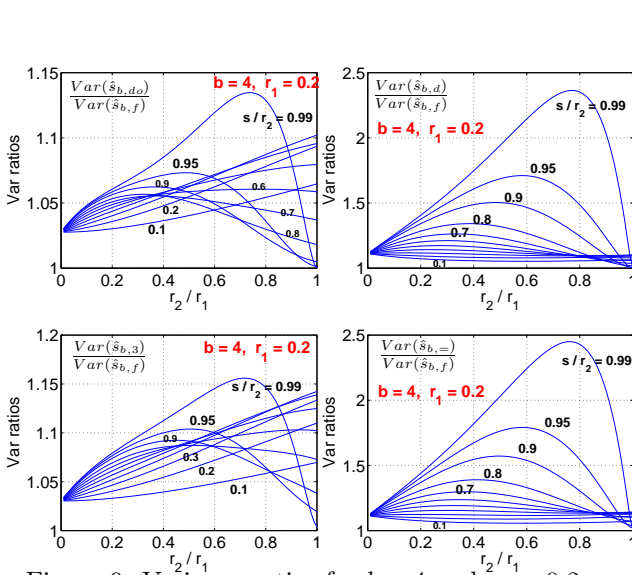 1.15
Var(ŝb,do)
Var(ŝb,f)
b = 4, r1 = 0.2
s / r2 = 0.99
1.1
0.95
0.9
0.6
1.05
0.2
0.7
0.1
0.8
1
0 0.2 0.4 0.6 0.8 1
Var ratios
r2 / r1
2.5
Var(ŝb,d)
Var(ŝb,f)
s / r2 = 0.99
b = 4, r1 = 0.2
2
0.95
0.9
1.5
0.8
0.7
0.1
1
0 0.2 0.4 0.6 0.8 1
Var ratios
r2 / r1
1.2
Var(ŝb,3)
Var(ŝb,f)
b = 4, r1 = 0.2
1.15
s / r2 = 0.99
0.95
1.1
0.9
0.3
0.2
1.05
0.1
1
0 0.2 0.4 0.6 0.8 1
Var ratios
r2 / r1
2.5
Var(ŝb,=)
Var(ŝb,f)
s / r2 = 0.99
b = 4, r1 = 0.2
2
0.95
0.9
1.5
0.8
0.7
0.1
1
0 0.2 0.4 0.6 0.8 1
Var ratios
r2 / r1